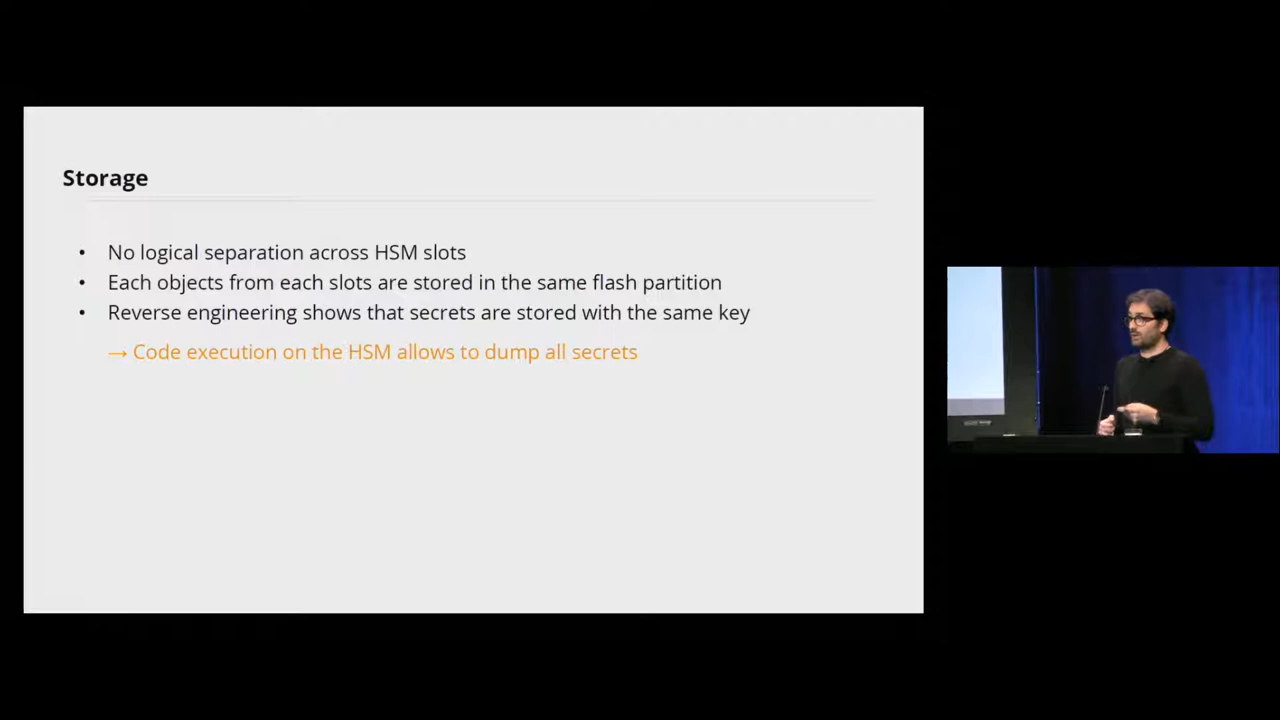 Storage
• No logical separation across HSM slots
• Each objects from each slots are stored in the same flash partition
• Reverse engineering shows that secrets are stored with the same key
→ Code execution on the HSM allows to dump all secrets